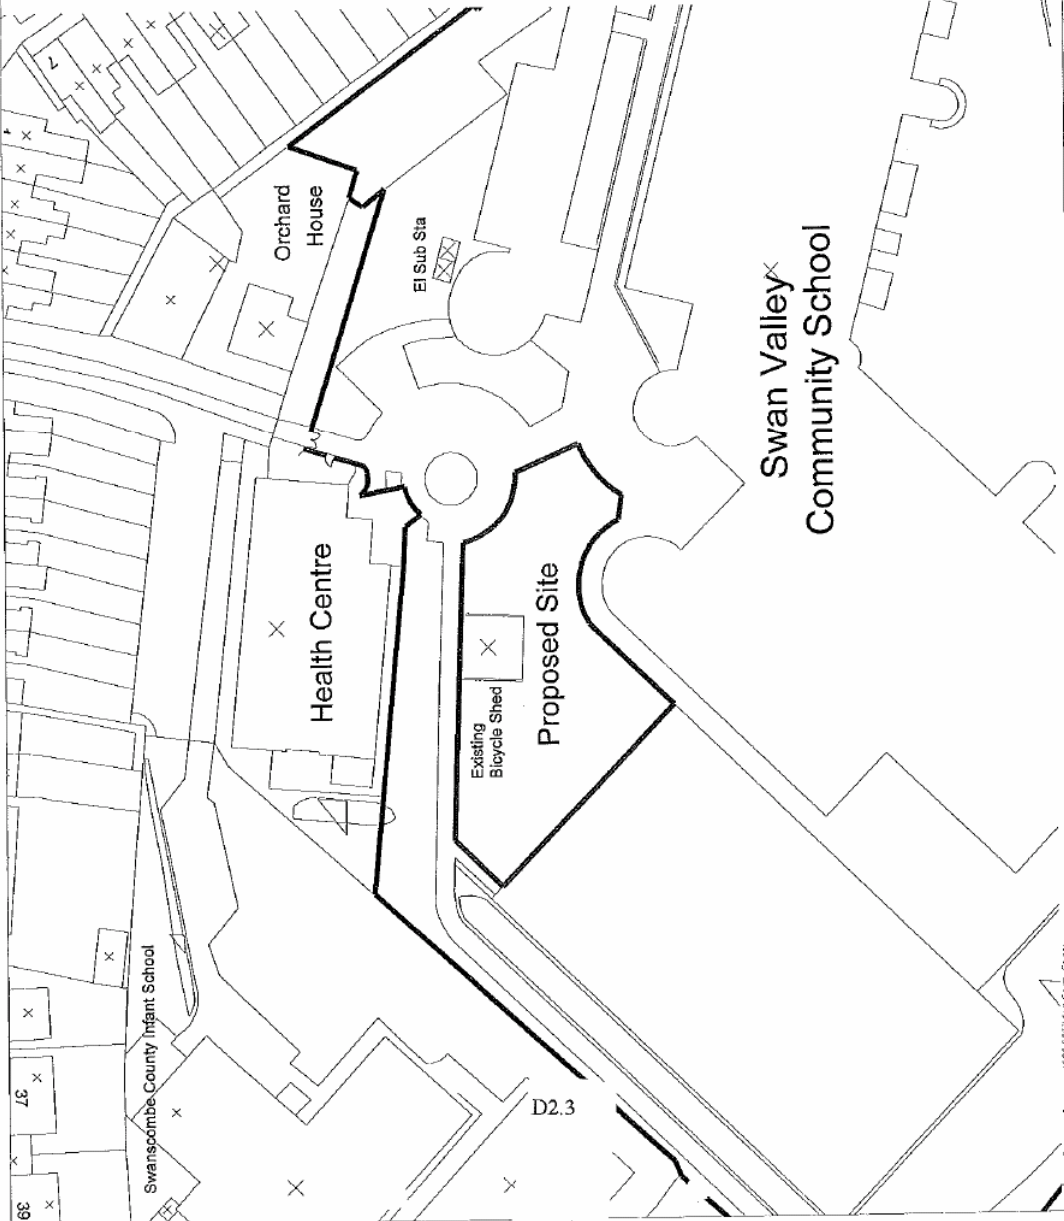 7
Orchard
House
El Sub Sta
Swan Valley
Community School
Health Centre
Proposed Site
Existing
Bicycle Shed
Swanscombe County Infant School
37
39
D2.3